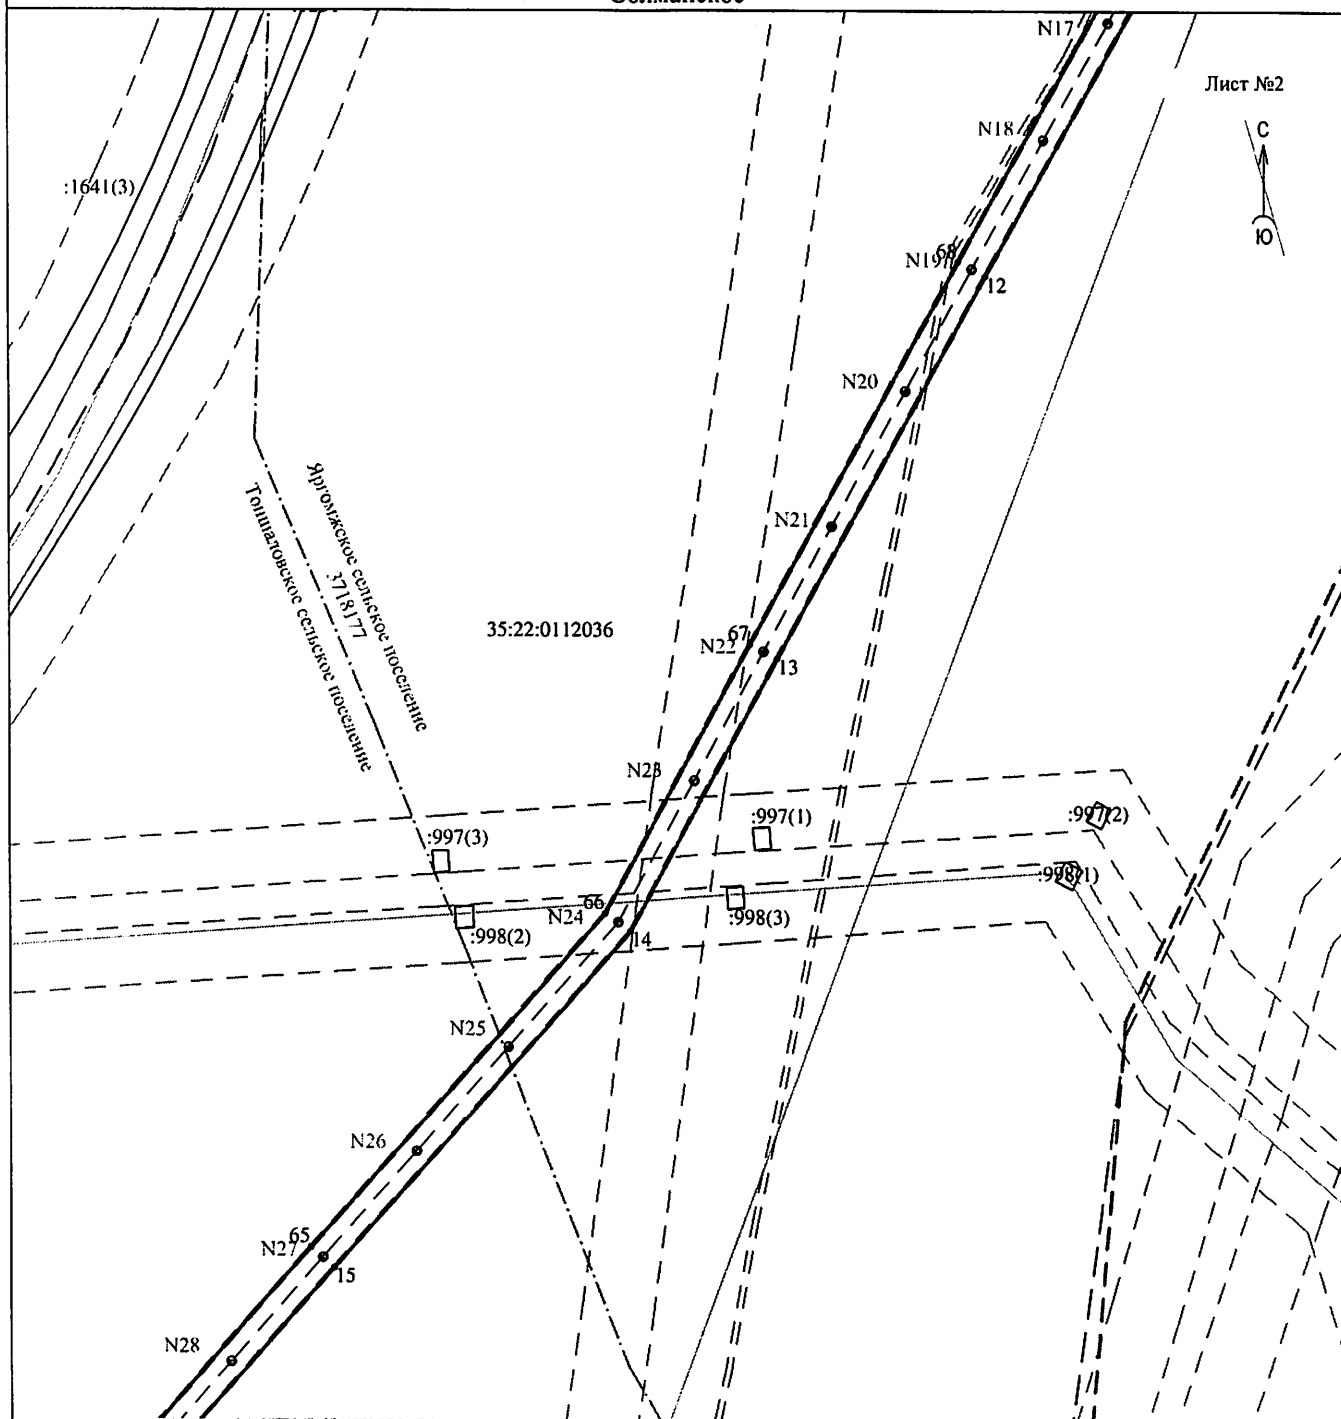 N17
Лист №2
С
Ю
N18
:1641(3)
68
N19
12
N20
N21
Яргомжское сельское поселение
:3718177
Тоншаловское сельское поселение
35:22:0112036
67
N22
13
N23
:997(3)
:997(1)
:997(2)
:998(1)
66
N24
:998(3)
:998(2)
14
N25
N26
65
N27
15
N28